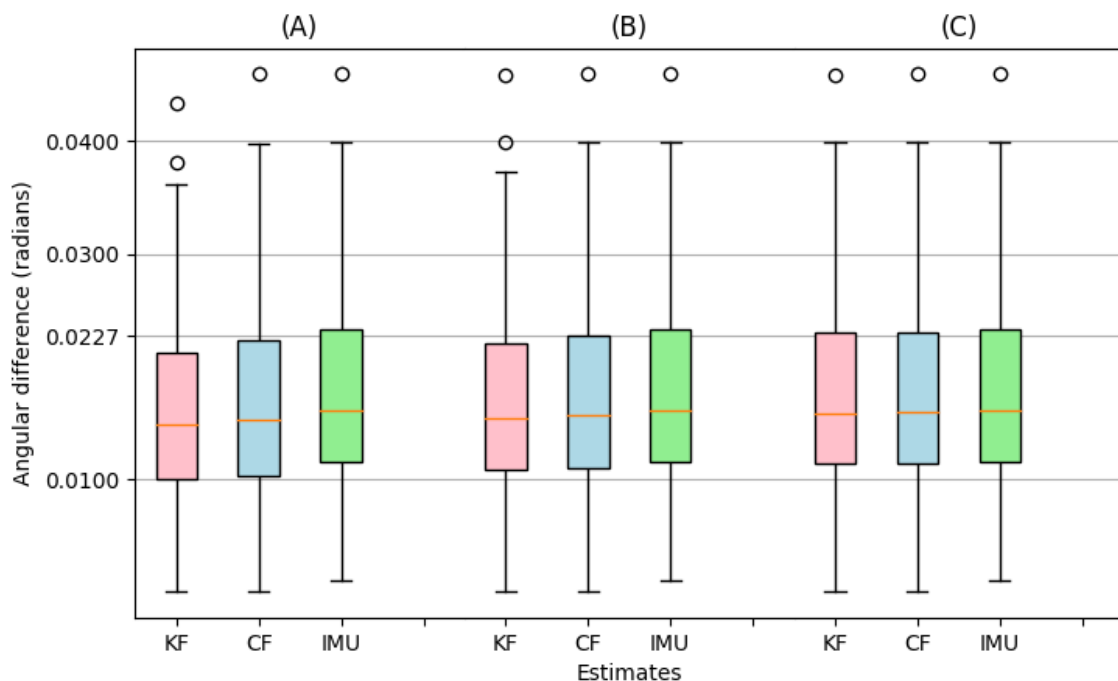 (A) (B) (C)
Angular difference (radians)
0.0400
0.0300
0.0227
0.0100
KF CF IMU KF CF IMU KF CF IMU
Estimates